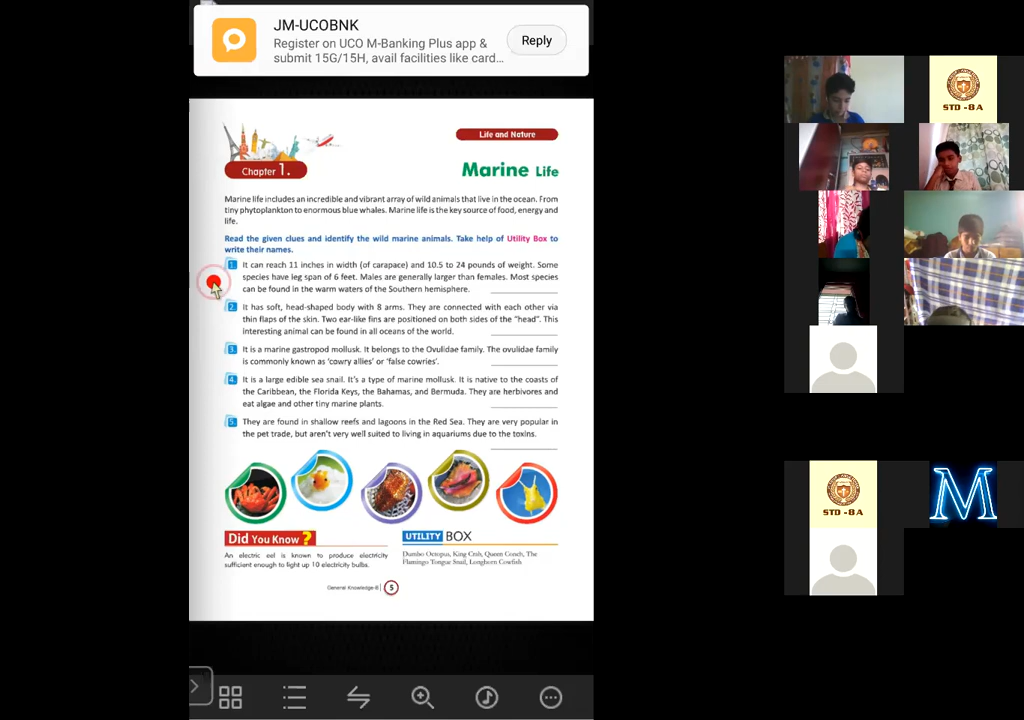 JM-UCOBNK
Register on UCO M-Banking Plus app &
submit 15G/15H, avail facilities like card...
Reply
Life and Nature
Chapter 1.
Marine Life
Marine life includes an incredible and vibrant array of wild animals that live in the ocean. From
tiny phytoplankton to enormous blue whales. Marine life is the key source of food, energy and
life.
Read the given clues and identify the wild marine animals. Take help of Utility Box to
write their names.
1. It can reach 11 inches in width (of carapace) and 10.5 to 24 pounds of weight. Some
species have leg span of 6 feet. Males are generally larger than females. Most species
can be found in the warm waters of the Southern hemisphere.
2. It has soft, head-shaped body with 8 arms. They are connected with each other via
thin flaps of the skin. Two ear-like fins are positioned on both sides of the "head". This
interesting animal can be found in all oceans of the world.
3. It is a marine gastropod mollusk. It belongs to the Ovulidae family. The ovulidae family
is commonly known as 'cowry allies' or 'false cowries'.
4. It is a large edible sea snail. It's a type of marine mollusk. It is native to the coasts of
the Caribbean, the Florida Keys, the Bahamas, and Bermuda. They are herbivores and
eat algae and other tiny marine plants.
5. They are found in shallow reefs and lagoons in the Red Sea. They are very popular in
the pet trade, but aren't very well suited to living in aquariums due to the toxins.
Did You Know ?
An electric eel is known to produce electricity
sufficient enough to light up 10 electricity bulbs.
UTILITY BOX
Dumbo Octopus, King Crab, Queen Conch, The
Flamingo Tongue Snail, Longhorn Cowfish
General Knowledge-8 | 5
STD -8A
STD -8A
M